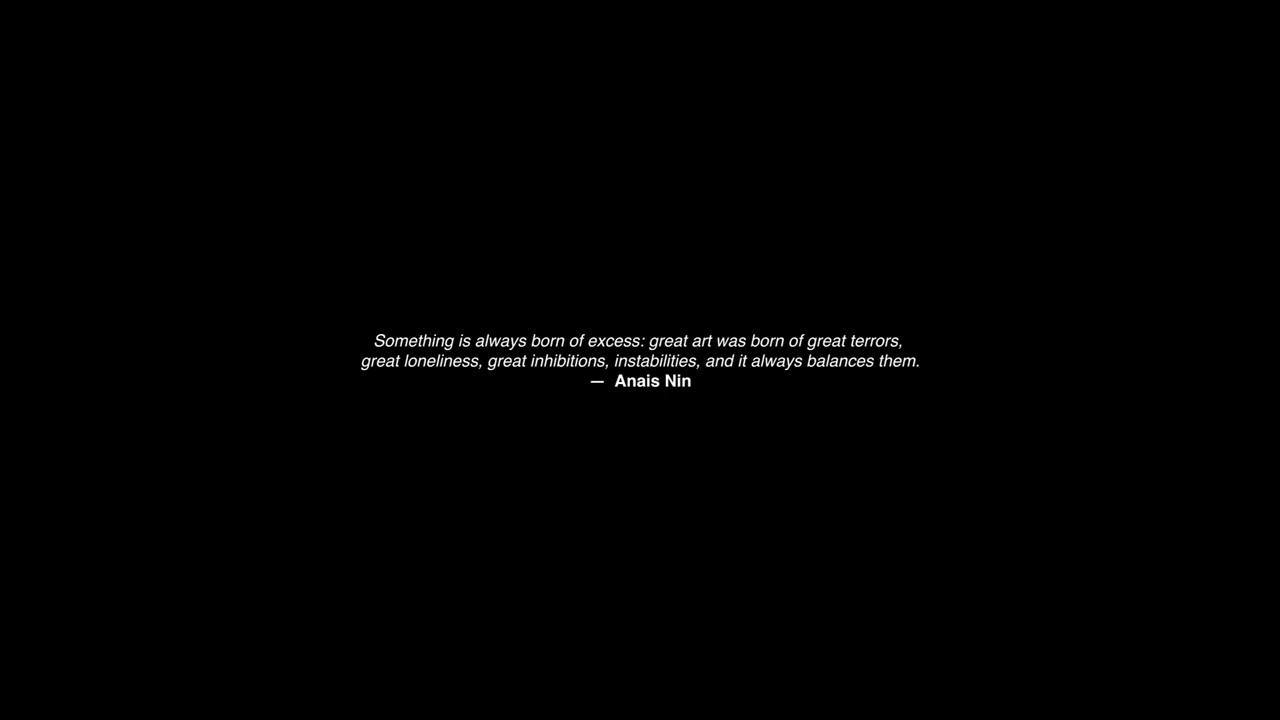 Something is always born of excess: great art was born of great terrors,
great loneliness, great inhibitions, instabilities, and it always balances them.
— Anais Nin